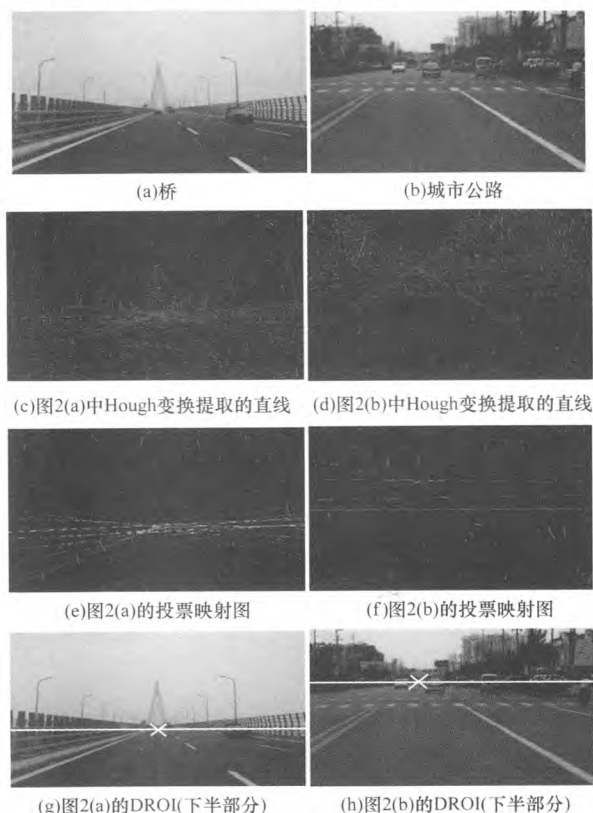 (a)桥
(b)城市公路
(c)图2(a)中Hough变换提取的直线
(d)图2(b)中Hough变换提取的直线
(e)图2(a)的投票映射图
(f)图2(b)的投票映射图
(g)图2(a)的DROI(下半部分)
(h)图2(b)的DROI(下半部分)